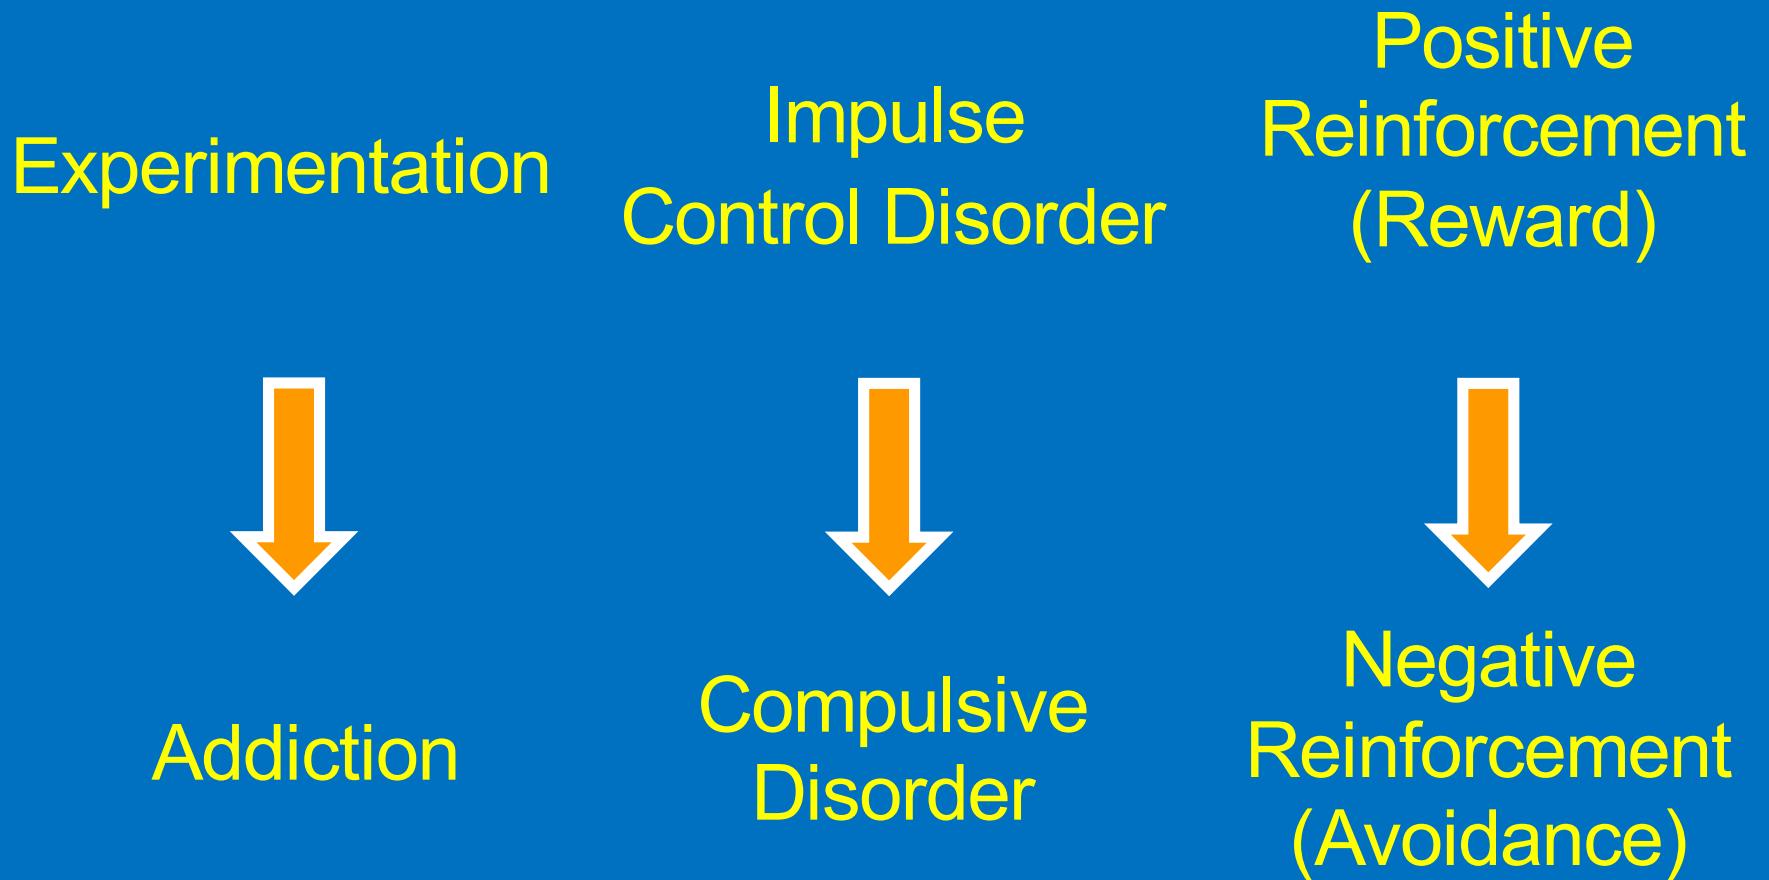 Experimentation
Impulse
Control Disorder
Positive
Reinforcement
(Reward)
Addiction
Compulsive
Disorder
Negative
Reinforcement
(Avoidance)